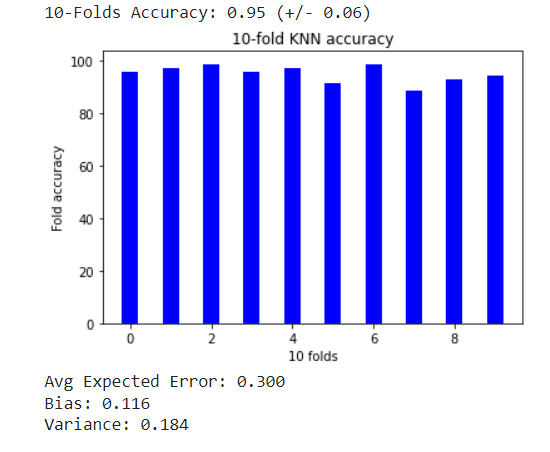 10-Folds Accuracy: 0.95 (+/- 0.06)
10-fold KNN accuracy
100
80
60
40
20
0
Fold accuracy
0 2 4 6 8
10 folds
Avg Expected Error: 0.300
Bias: 0.116
Variance: 0.184